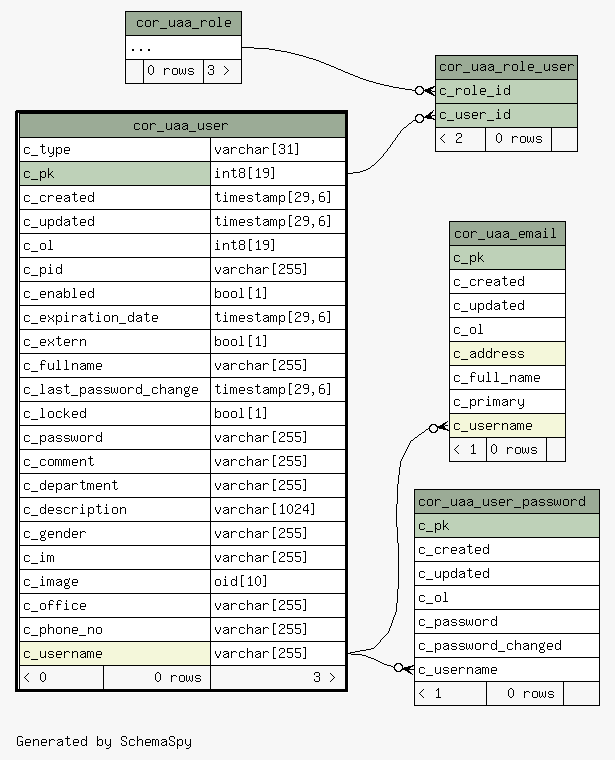 cor_uaa_role
...
0 rows 3 >
cor_uaa_role_user
c_role_id
c_user_id
< 2 0 rows
cor_uaa_user
c_type varchar[31]
c_pk int8[19]
c_created timestamp[29,6]
c_updated timestamp[29,6]
c_ol int8[19]
c_pid varchar[255]
c_enabled bool[1]
c_expiration_date timestamp[29,6]
c_extern bool[1]
c_fullname varchar[255]
c_last_password_change timestamp[29,6]
c_locked bool[1]
c_password varchar[255]
c_comment varchar[255]
c_department varchar[255]
c_description varchar[1024]
c_gender varchar[255]
c_im varchar[255]
c_image oid[10]
c_office varchar[255]
c_phone_no varchar[255]
c_username varchar[255]
< 0 0 rows 3 >
cor_uaa_email
c_pk
c_created
c_updated
c_ol
c_address
c_full_name
c_primary
c_username
< 1 0 rows
cor_uaa_user_password
c_pk
c_created
c_updated
c_ol
c_password
c_password_changed
c_username
< 1 0 rows
Generated by SchemaSpy